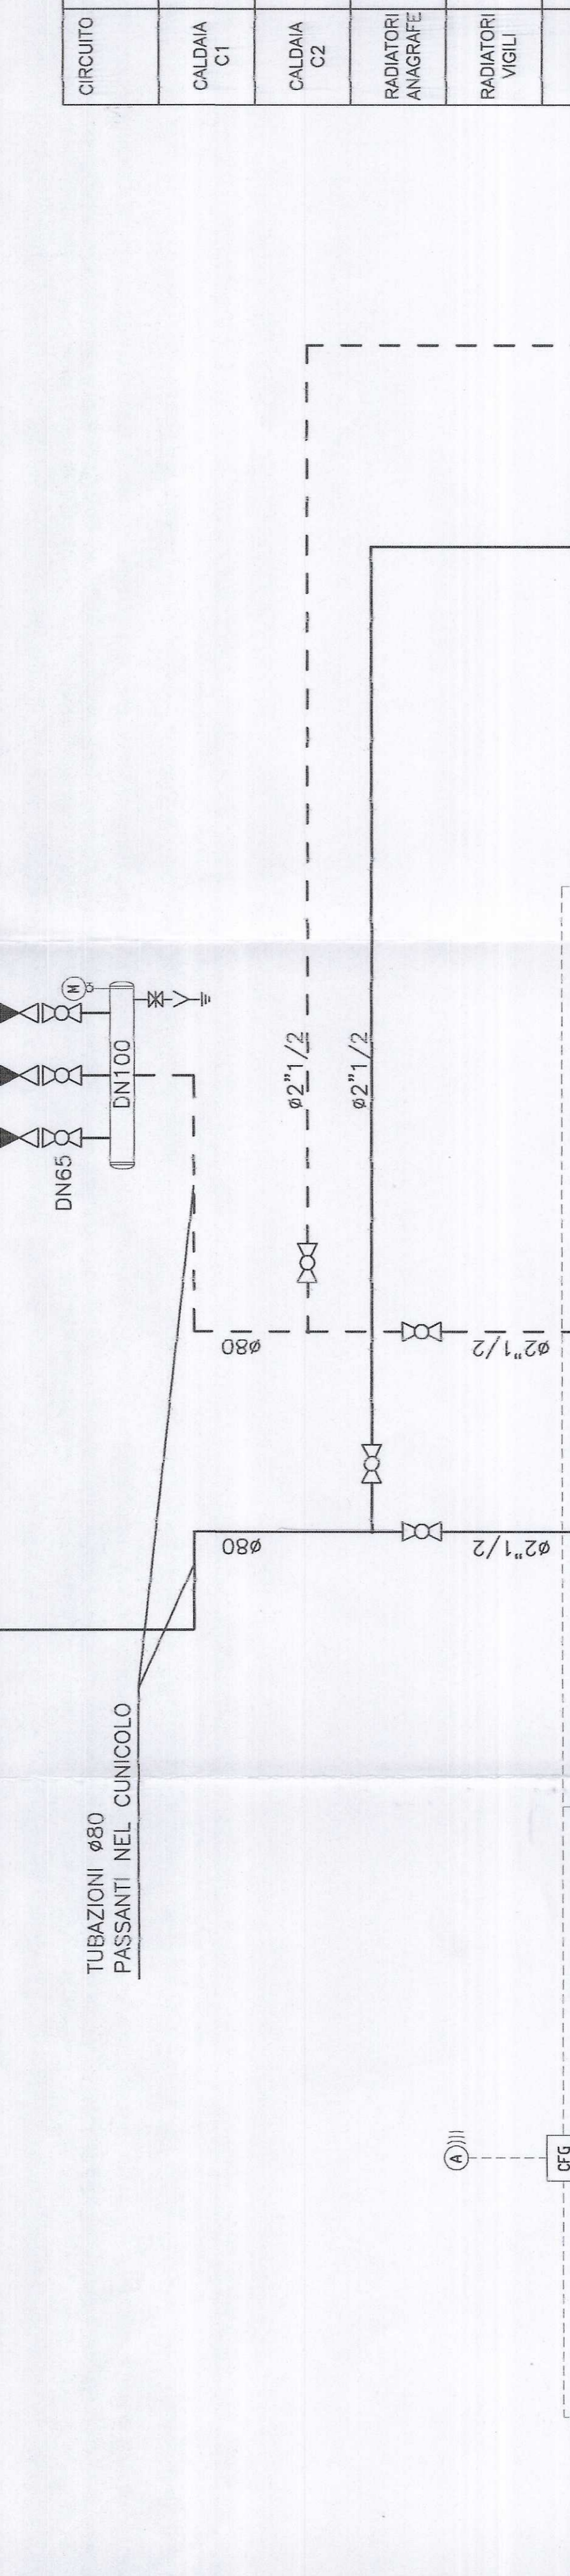 CIRCUITO
CALDAIA
C1
CALDAIA
C2
RADIATORI
ANAGRAFE
RADIATORI
VIGILI
M
DN100
DN65
ø2"1/2
ø2"1/2
ø80
ø2"1/2
ø80
ø2"1/2
TUBAZIONI ø80
PASSANTI NEL CUNICOLO
A
CFG